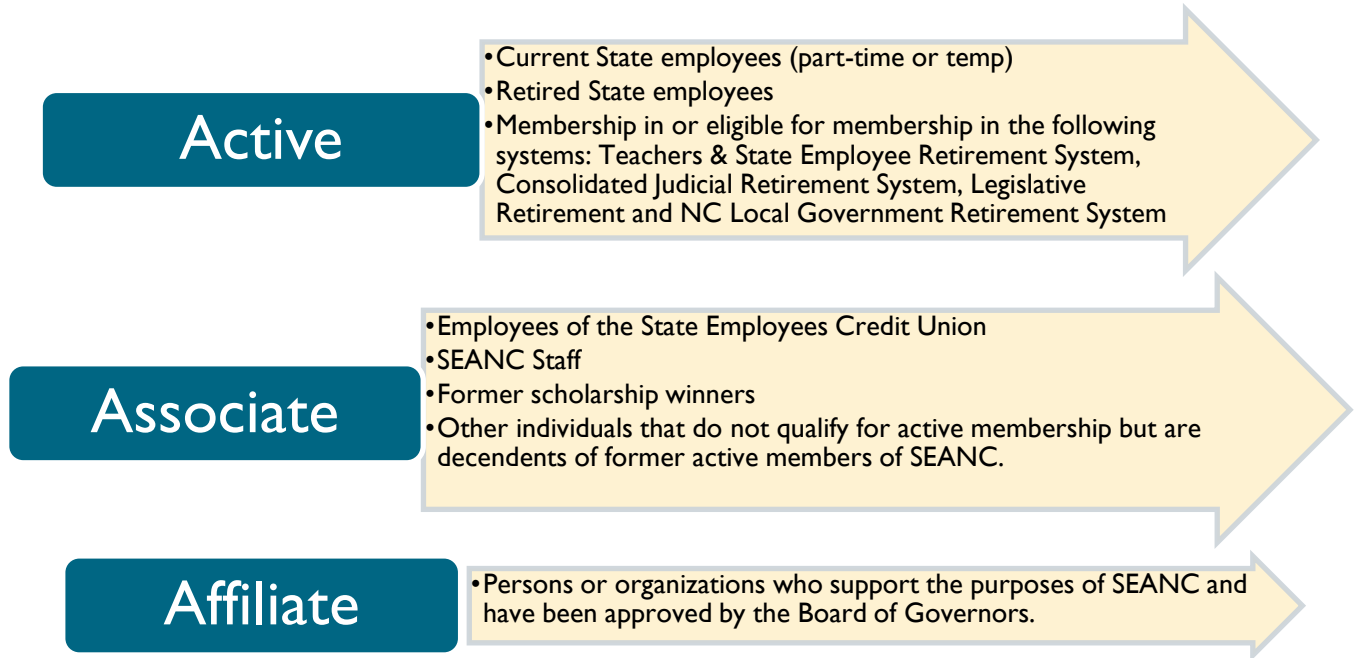 Active
•Current State employees (part-time or temp)
•Retired State employees
•Membership in or eligible for membership in the following
systems: Teachers & State Employee Retirement System,
Consolidated Judicial Retirement System, Legislative
Retirement and NC Local Government Retirement System
Associate
•Employees of the State Employees Credit Union
•SEANC Staff
•Former scholarship winners
•Other individuals that do not qualify for active membership but are
decendents of former active members of SEANC.
Affiliate
•Persons or organizations who support the purposes of SEANC and
have been approved by the Board of Governors.